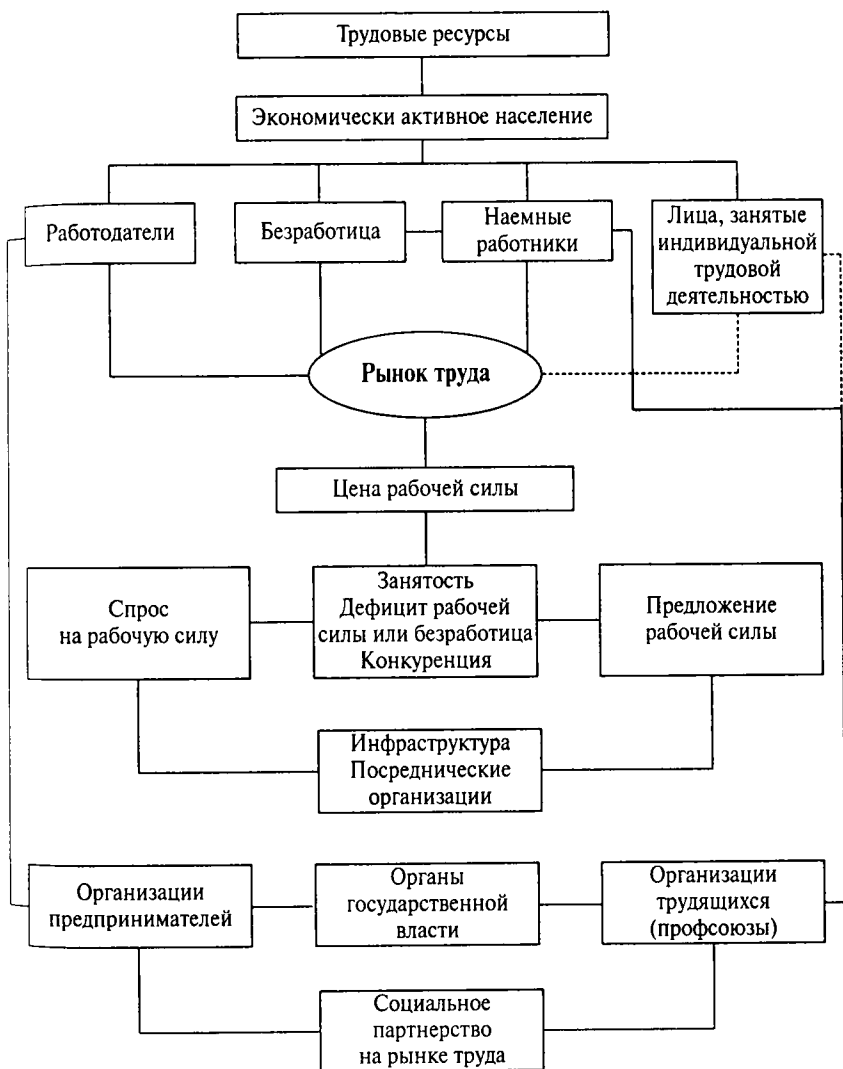 Трудовые ресурсы
Экономически активное население
Работодатели
Безработица
Наемные
работники
Лица, занятые
индивидуальной
трудовой
деятельностью
Рынок труда
Цена рабочей силы
Спрос
на рабочую силу
Занятость
Дефицит рабочей
силы или безработица
Конкуренция
Предложение
рабочей силы
Инфраструктура
Посреднические
организации
Организации
предпринимателей
Органы
государственной
власти
Организации
трудящихся
(профсоюзы)
Социальное
партнерство
на рынке труда